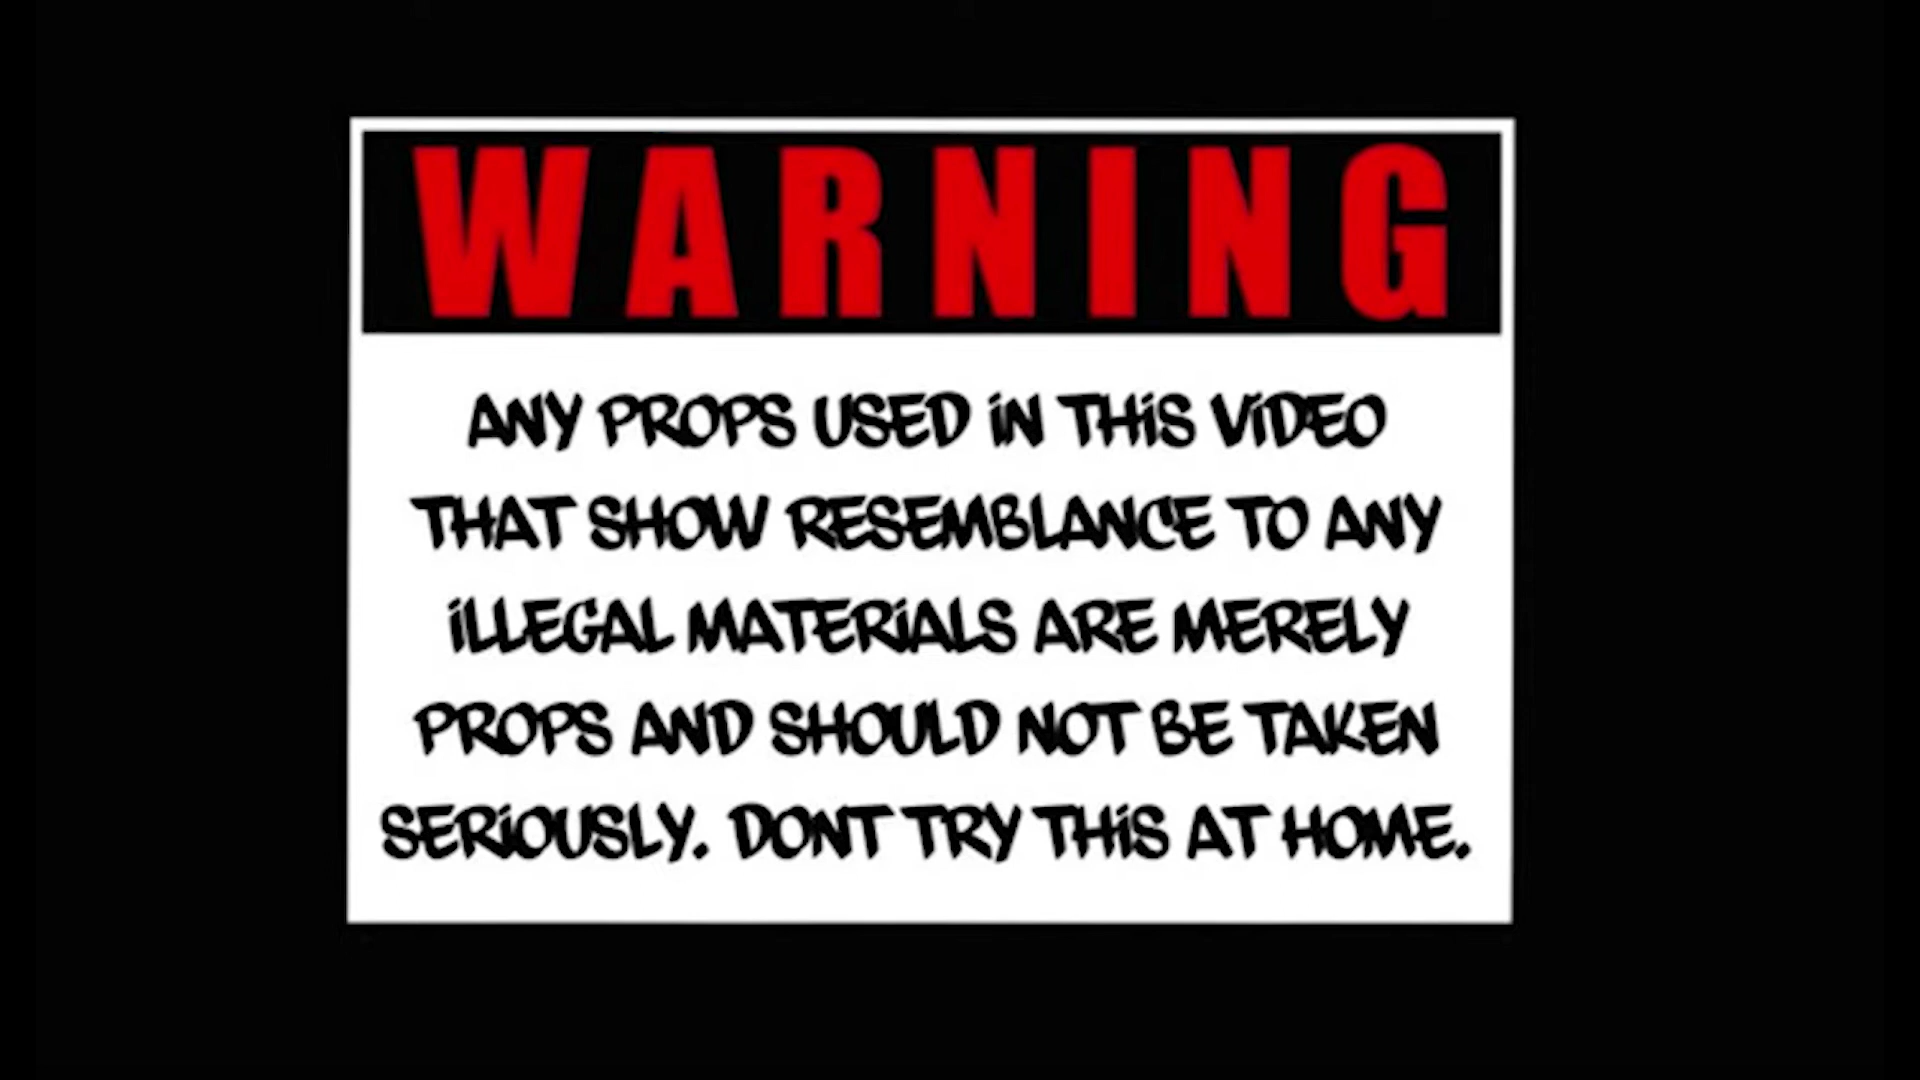 WARNING
ANY PROPS USED iN THiS ViDEO
THAT SHOW RESEMBLANCE TO ANY
iLLEGAL MATERiALS ARE MERELY
PROPS AND SHOULD NOT BE TAKEN
SERiOUSLY. DONT TRY THiS AT HOME.